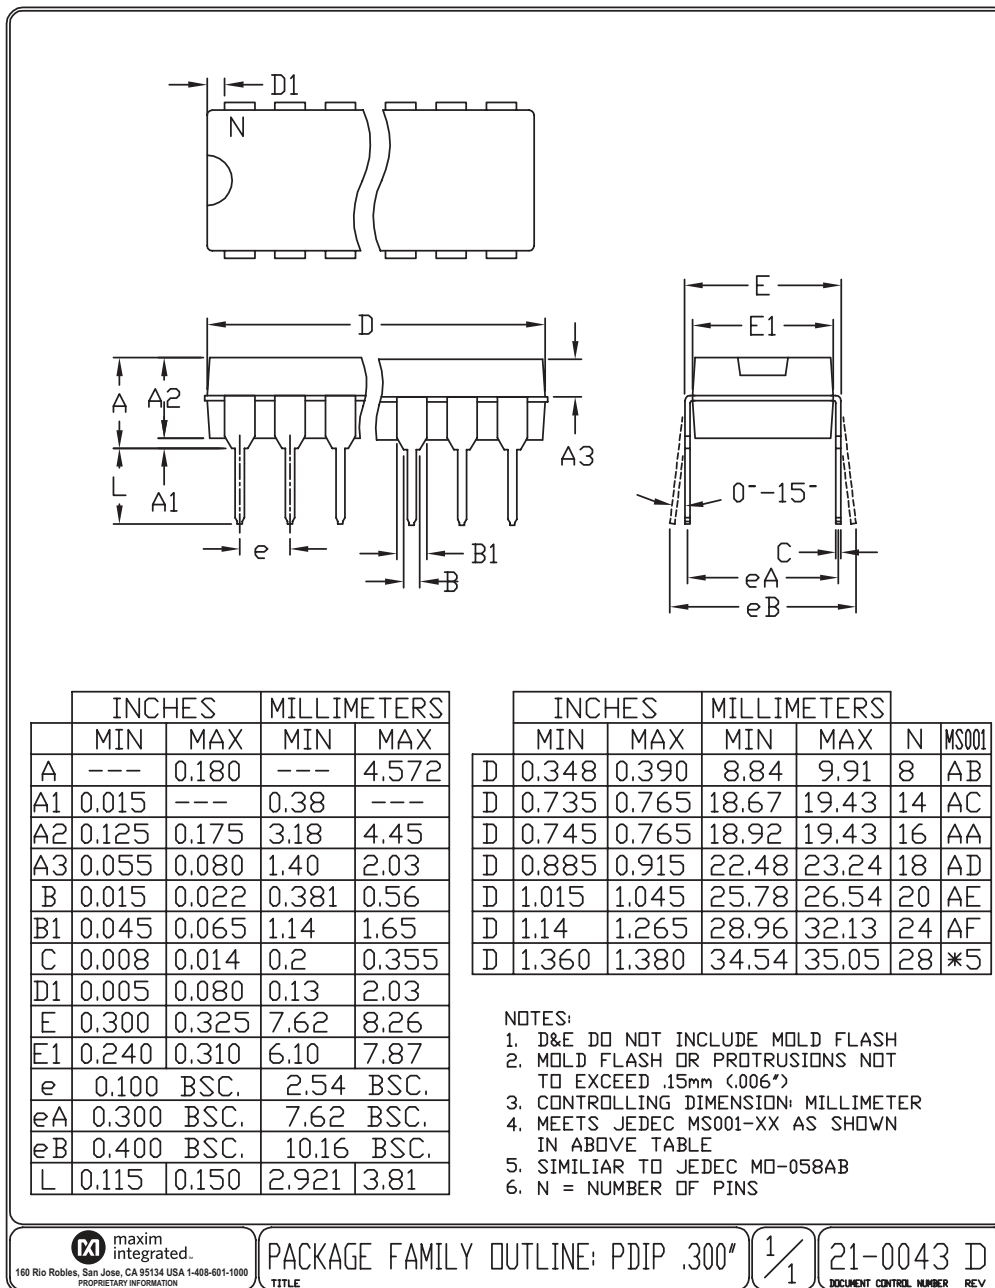 D1
N
E
D
E1
A
A2
A3
L
A1
0°-15°
e
B1
C
B
eA
eB
INCHES MILLIMETERS
MIN MAX MIN MAX
A --- 0.180 --- 4.572
A1 0.015 --- 0.38 ---
A2 0.125 0.175 3.18 4.45
A3 0.055 0.080 1.40 2.03
B 0.015 0.022 0.381 0.56
B1 0.045 0.065 1.14 1.65
C 0.008 0.014 0.2 0.355
D1 0.005 0.080 0.13 2.03
E 0.300 0.325 7.62 8.26
E1 0.240 0.310 6.10 7.87
e 0.100 BSC. 2.54 BSC.
eA 0.300 BSC. 7.62 BSC.
eB 0.400 BSC. 10.16 BSC.
L 0.115 0.150 2.921 3.81
INCHES MILLIMETERS
MIN MAX MIN MAX N MS001
D 0.348 0.390 8.84 9.91 8 AB
D 0.735 0.765 18.67 19.43 14 AC
D 0.745 0.765 18.92 19.43 16 AA
D 0.885 0.915 22.48 23.24 18 AD
D 1.015 1.045 25.78 26.54 20 AE
D 1.14 1.265 28.96 32.13 24 AF
D 1.360 1.380 34.54 35.05 28 *5
NOTES:
1. D&E DO NOT INCLUDE MOLD FLASH
2. MOLD FLASH OR PROTRUSIONS NOT
TO EXCEED .15mm (.006")
3. CONTROLLING DIMENSION: MILLIMETER
4. MEETS JEDEC MS001-XX AS SHOWN
IN ABOVE TABLE
5. SIMILIAR TO JEDEC MO-058AB
6. N = NUMBER OF PINS
maxim
integrated™
160 Rio Robles, San Jose, CA 95134 USA 1-408-601-1000
PROPRIETARY INFORMATION
PACKAGE FAMILY OUTLINE: PDIP .300"
TITLE
1/1
21-0043 D
DOCUMENT CONTROL NUMBER REV